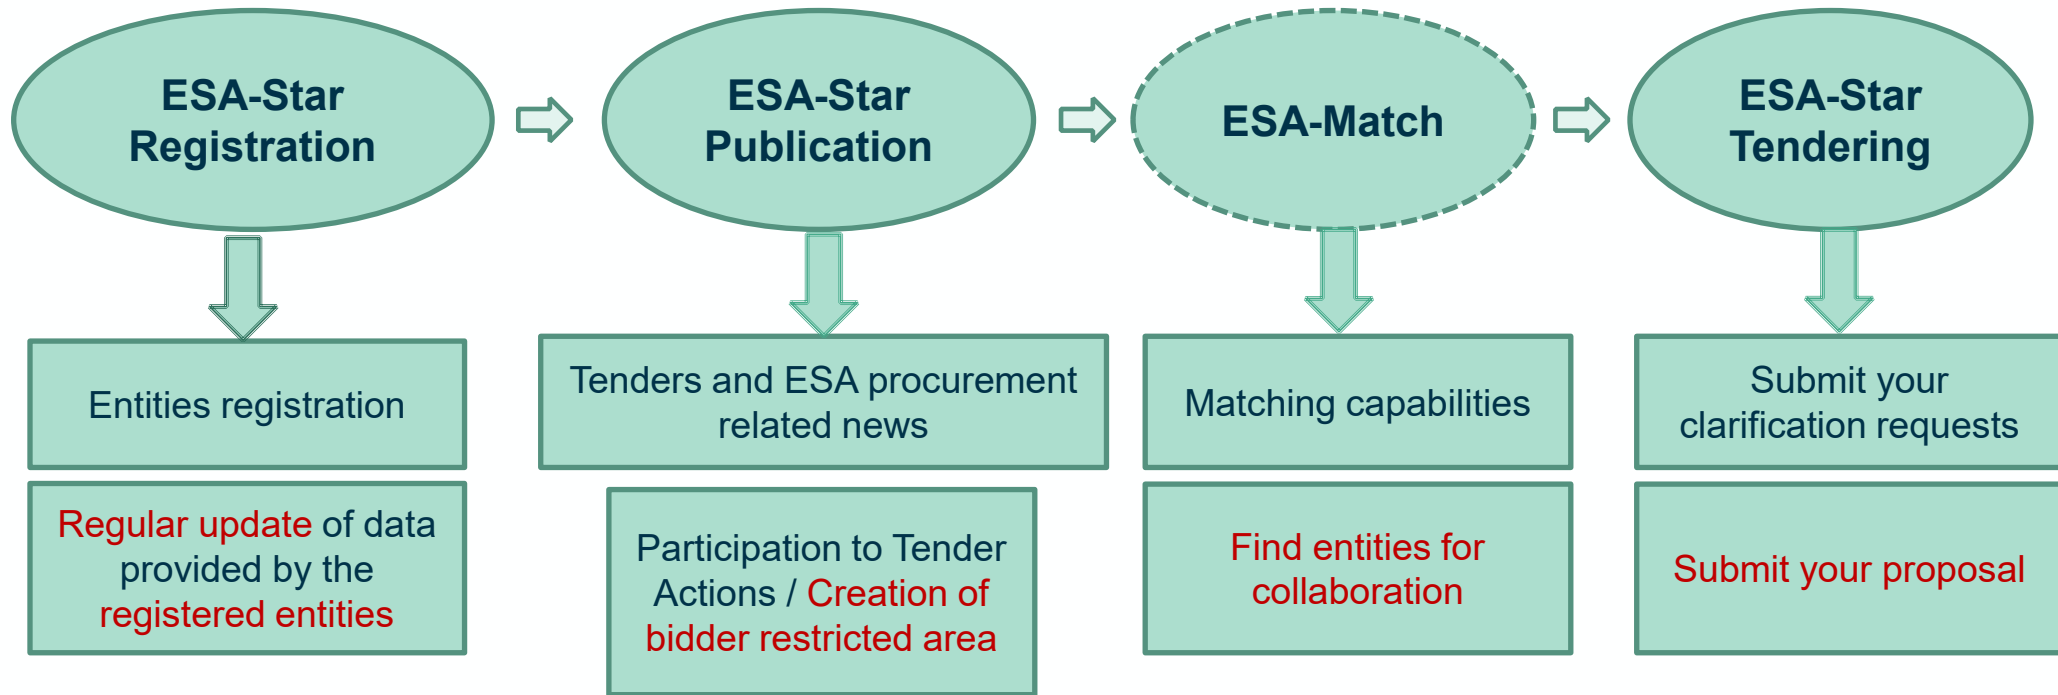 ESA-Star
Registration
ESA-Star
Publication
ESA-Match
ESA-Star
Tendering
Entities registration
Tenders and ESA procurement
related news
Matching capabilities
Submit your
clarification requests
Regular update of data
provided by the
registered entities
Participation to Tender
Actions / Creation of
bidder restricted area
Find entities for
collaboration
Submit your proposal